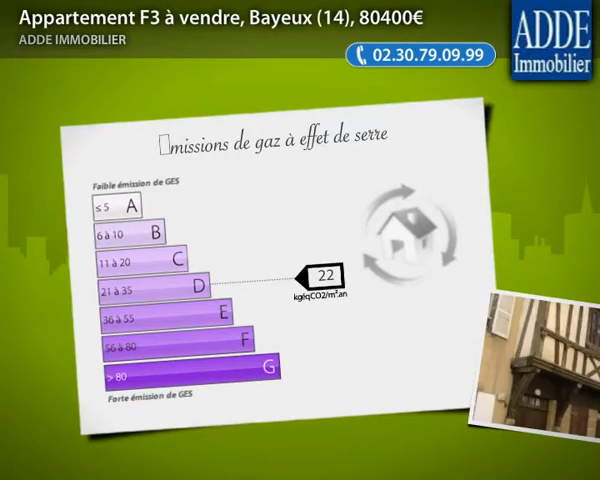 Appartement F3 à vendre, Bayeux (14), 80400€
ADDE IMMOBILIER
02.30.79.09.99
ADDE
Immobilier
□missions de gaz à effet de serre
Faible émission de GES
≤ 5 A
6 à 10 B
11 à 20 C
21 à 35 D
22
kgéqCO2/m².an
36 à 55 E
56 à 80 F
> 80 G
Forte émission de GES